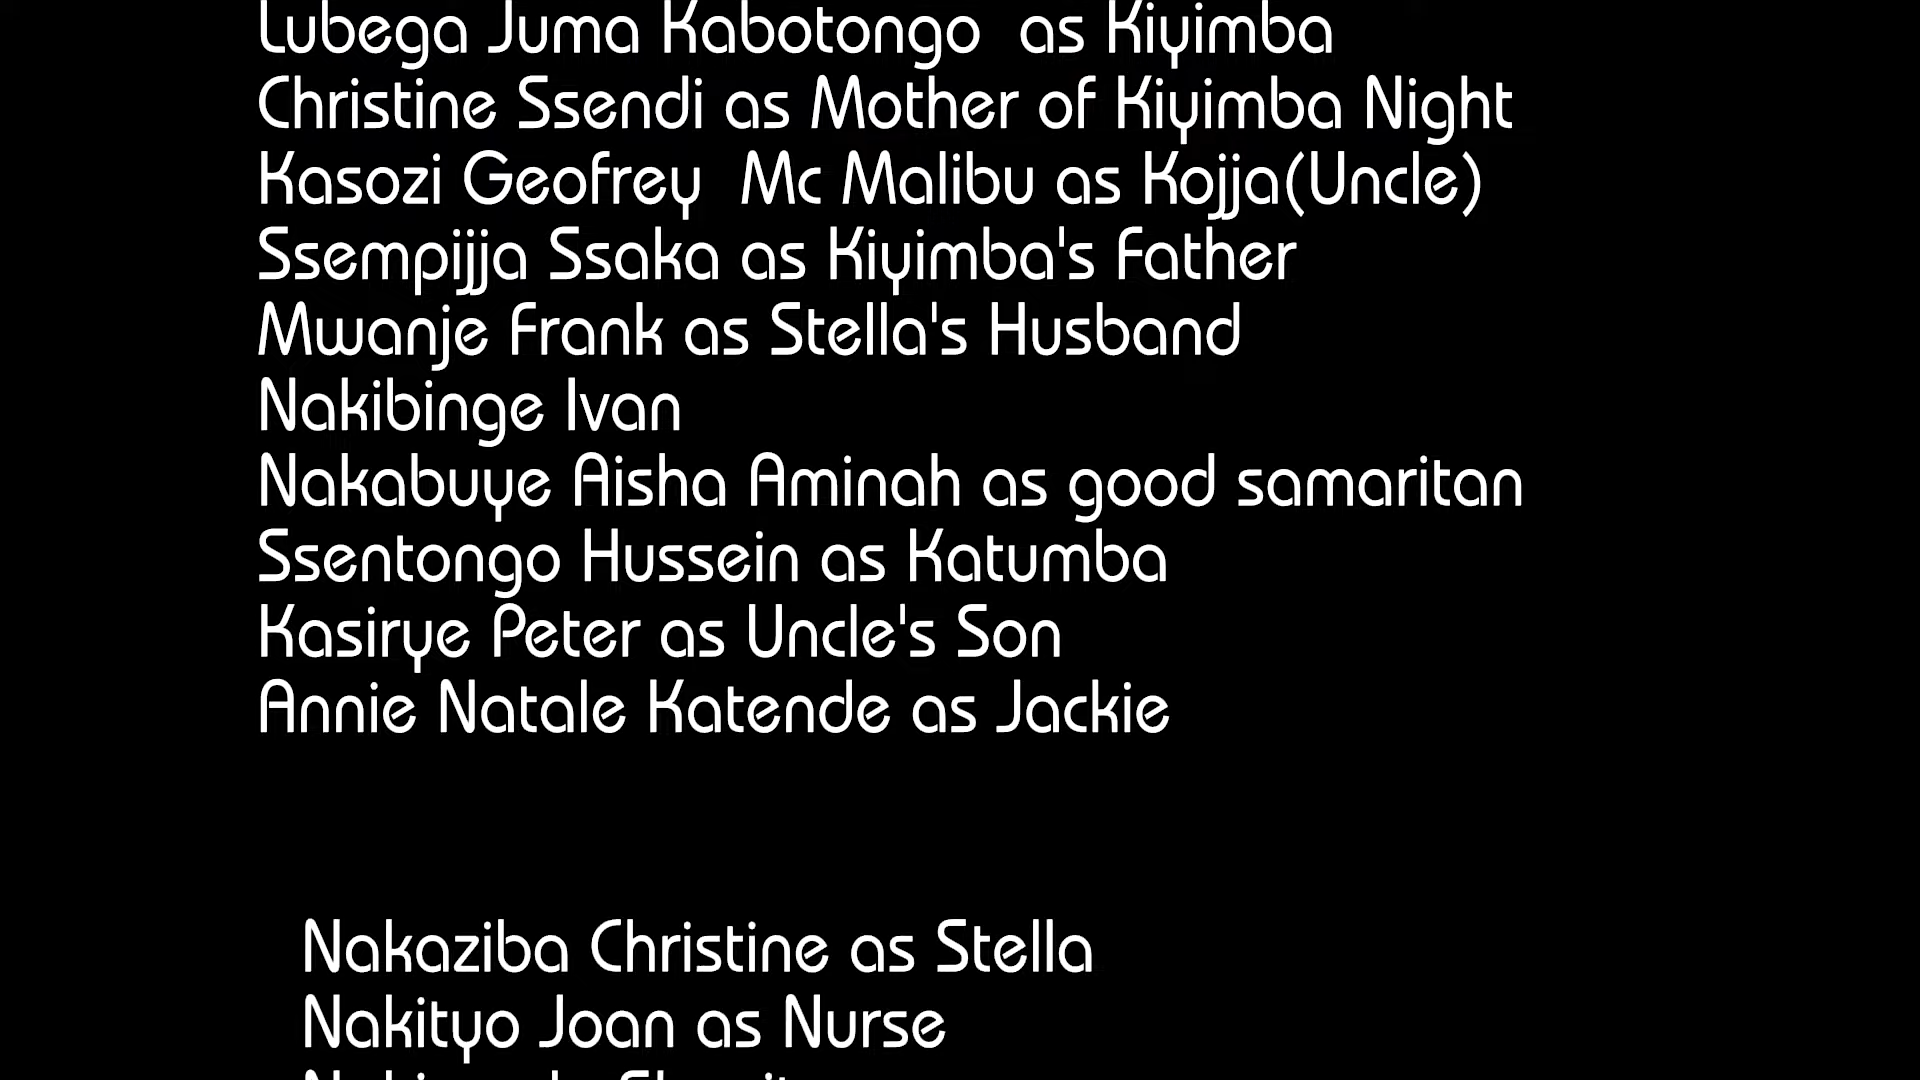 Lubega Juma Kabotongo  as Kiyimba
Christine Ssendi as Mother of Kiyimba Night
Kasozi Geofrey  Mc Malibu as Kojja(Uncle)
Ssempijjja Ssaka as Kiyimba's Father
Mwanje Frank as Stella's Husband
Nakibinge Ivan
Nakabuye Aisha Aminah as good samaritan
Ssentongo Hussein as Katumba
Kasirye Peter as Uncle's Son
Annie Natale Katende as Jackie
Nakaziba Christine as Stella
Nakityo Joan as Nurse